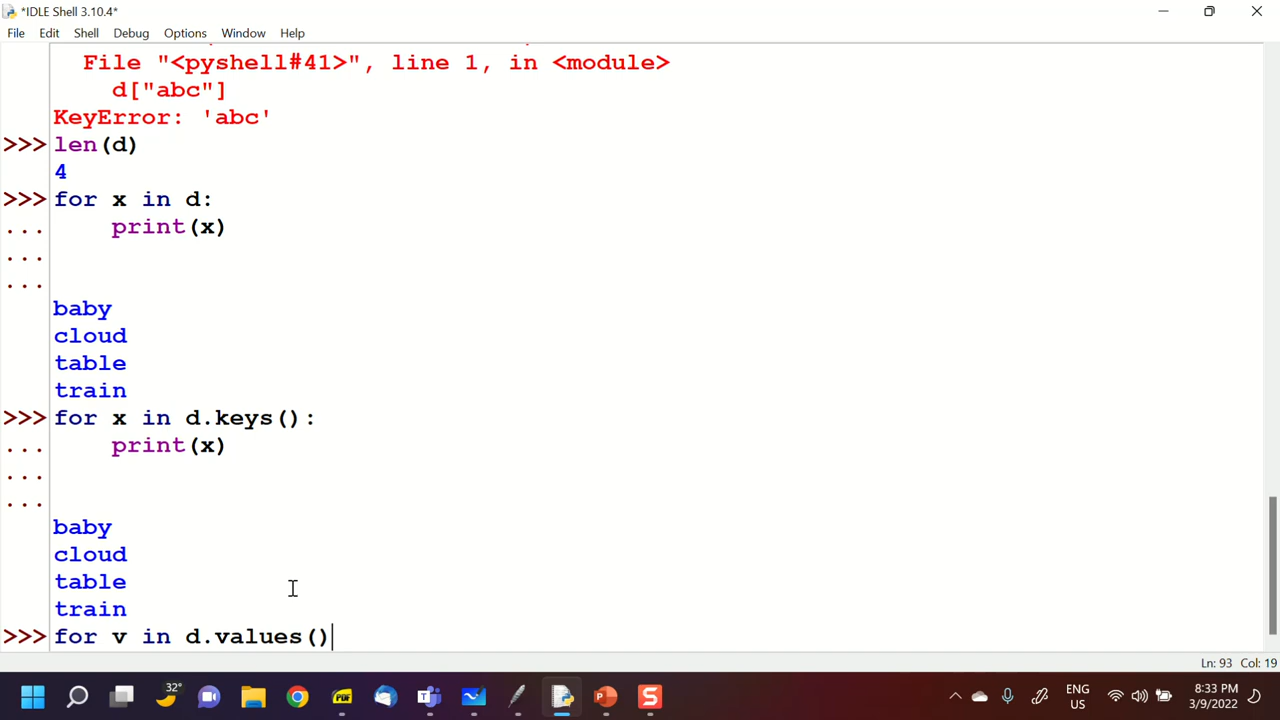 *IDLE Shell 3.10.4*
File Edit Shell Debug Options Window Help
File "<pyshell#41>", line 1, in <module>
d["abc"]
KeyError: 'abc'
>>> len(d)
4
>>> for x in d:
... print(x)
...
...
baby
cloud
table
train
>>> for x in d.keys():
... print(x)
...
...
baby
cloud
table
train
>>> for v in d.values()
Ln: 93 Col: 19
32°
PDF
ENG
US
8:33 PM
3/9/2022